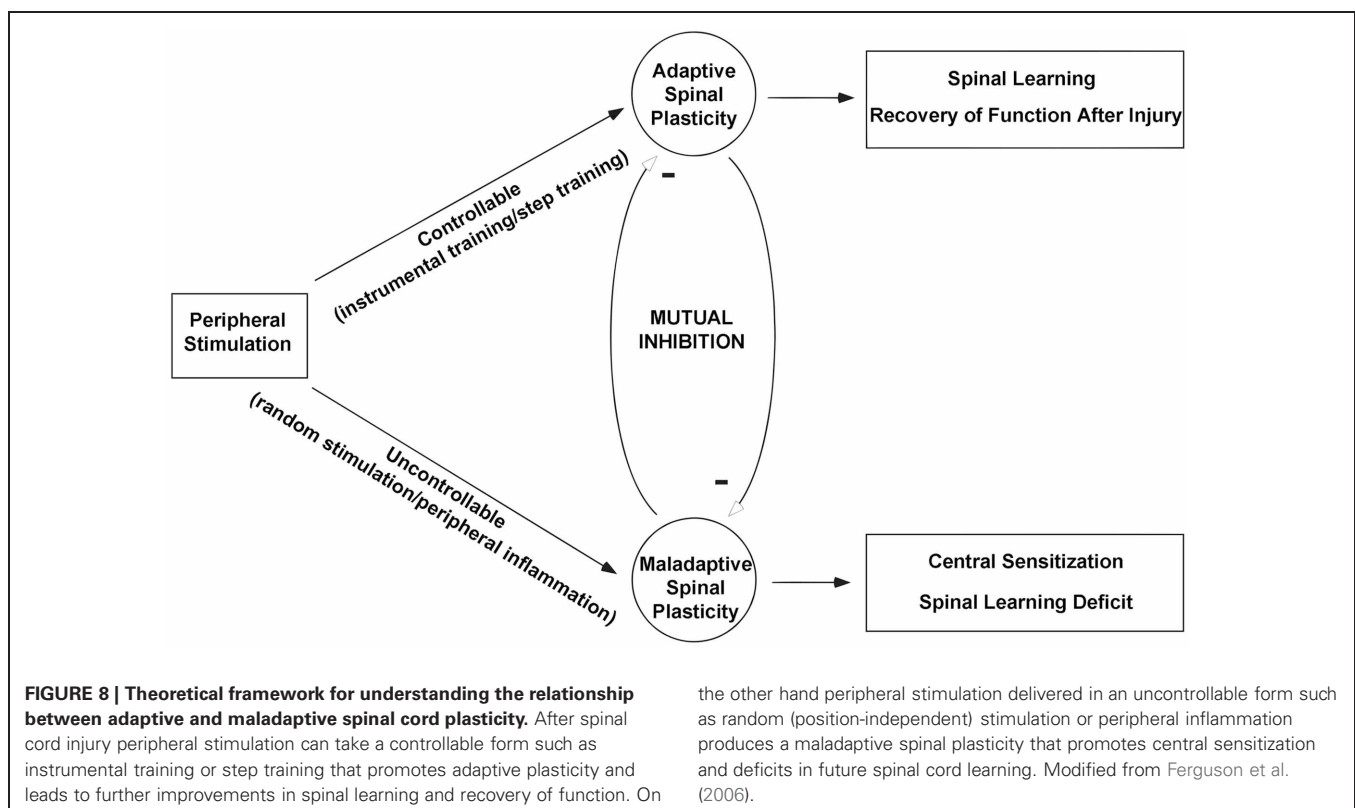 Adaptive
Spinal
Plasticity
Spinal Learning
Recovery of Function After Injury
Controllable
(instrumental training/step training)
-
Peripheral
Stimulation
MUTUAL
INHIBITION
Uncontrollable
(random stimulation/peripheral inflammation)
-
Maladaptive
Spinal
Plasticity
Central Sensitization
Spinal Learning Deficit
FIGURE 8 | Theoretical framework for understanding the relationship
between adaptive and maladaptive spinal cord plasticity. After spinal
cord injury peripheral stimulation can take a controllable form such as
instrumental training or step training that promotes adaptive plasticity and
leads to further improvements in spinal learning and recovery of function. On
the other hand peripheral stimulation delivered in an uncontrollable form such
as random (position-independent) stimulation or peripheral inflammation
produces a maladaptive spinal plasticity that promotes central sensitization
and deficits in future spinal cord learning. Modified from Ferguson et al.
(2006).